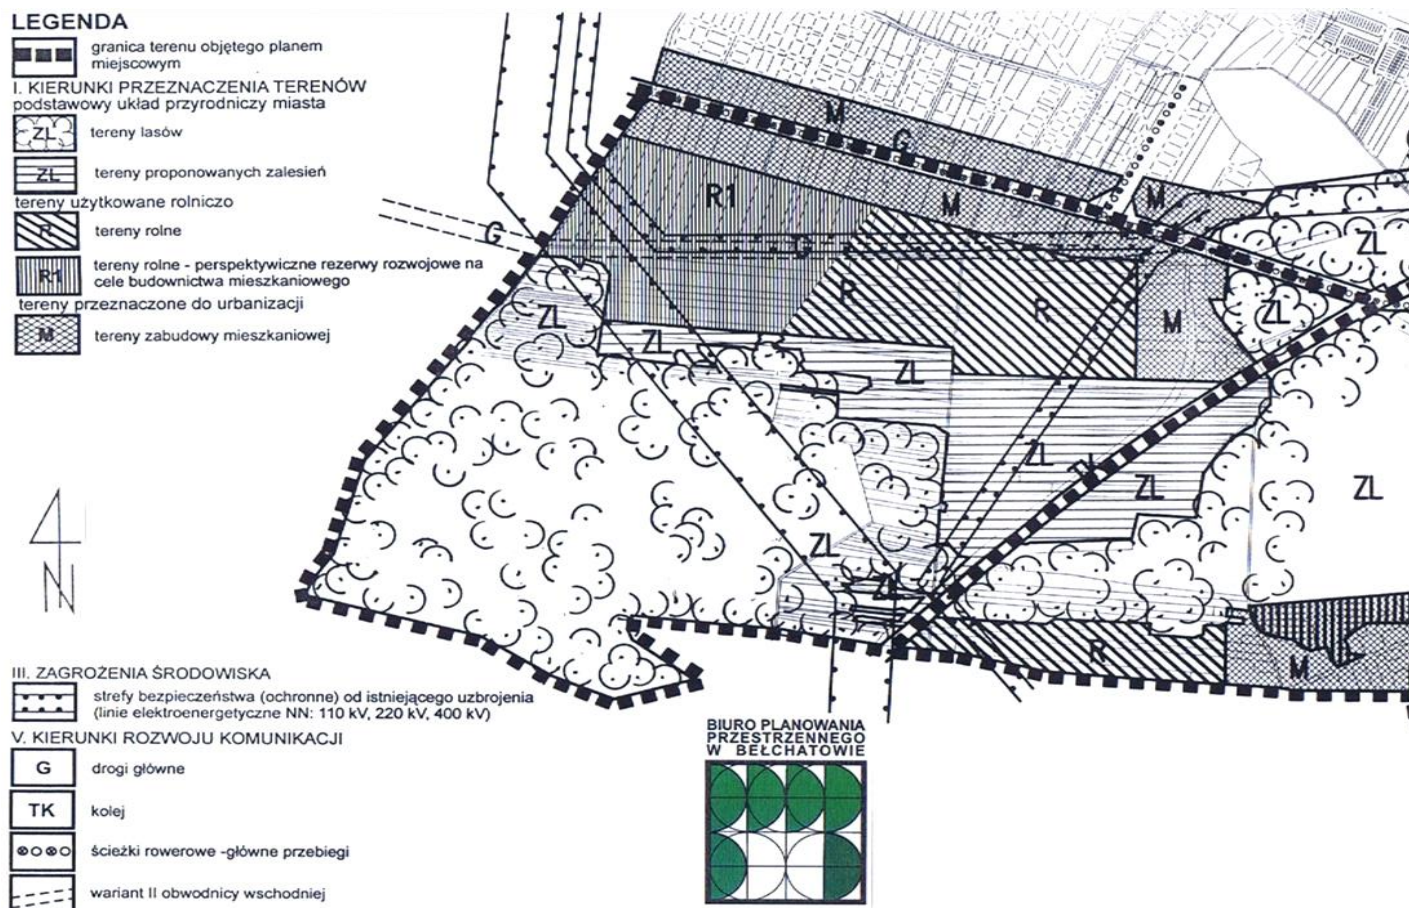 LEGENDA
granica terenu objętego planem
miejscowym
I. KIERUNKI PRZEZNACZENIA TERENÓW
podstawowy układ przyrodniczy miasta
ZL
tereny lasów
ZL
tereny proponowanych zalesień
tereny użytkowane rolniczo
R
tereny rolne
R1
tereny rolne - perspektywiczne rezerwy rozwojowe na
cele budownictwa mieszkaniowego
tereny przeznaczone do urbanizacji
M
tereny zabudowy mieszkaniowej
M
G
R1
M
M
ZL
G
G
R
R
M
ZL
ZL
ZL
ZL
ZL
ZL
ZL
ZL
ZL
R
M
N
III. ZAGROŻENIA ŚRODOWISKA
strefy bezpieczeństwa (ochronne) od istniejącego uzbrojenia
(linie elektroenergetyczne NN: 110 kV, 220 kV, 400 kV)
V. KIERUNKI ROZWOJU KOMUNIKACJI
G
drogi główne
TK
kolej
ścieżki rowerowe -główne przebiegi
wariant II obwodnicy wschodniej
BIURO PLANOWANIA
PRZESTRZENNEGO
W BEŁCHATOWIE